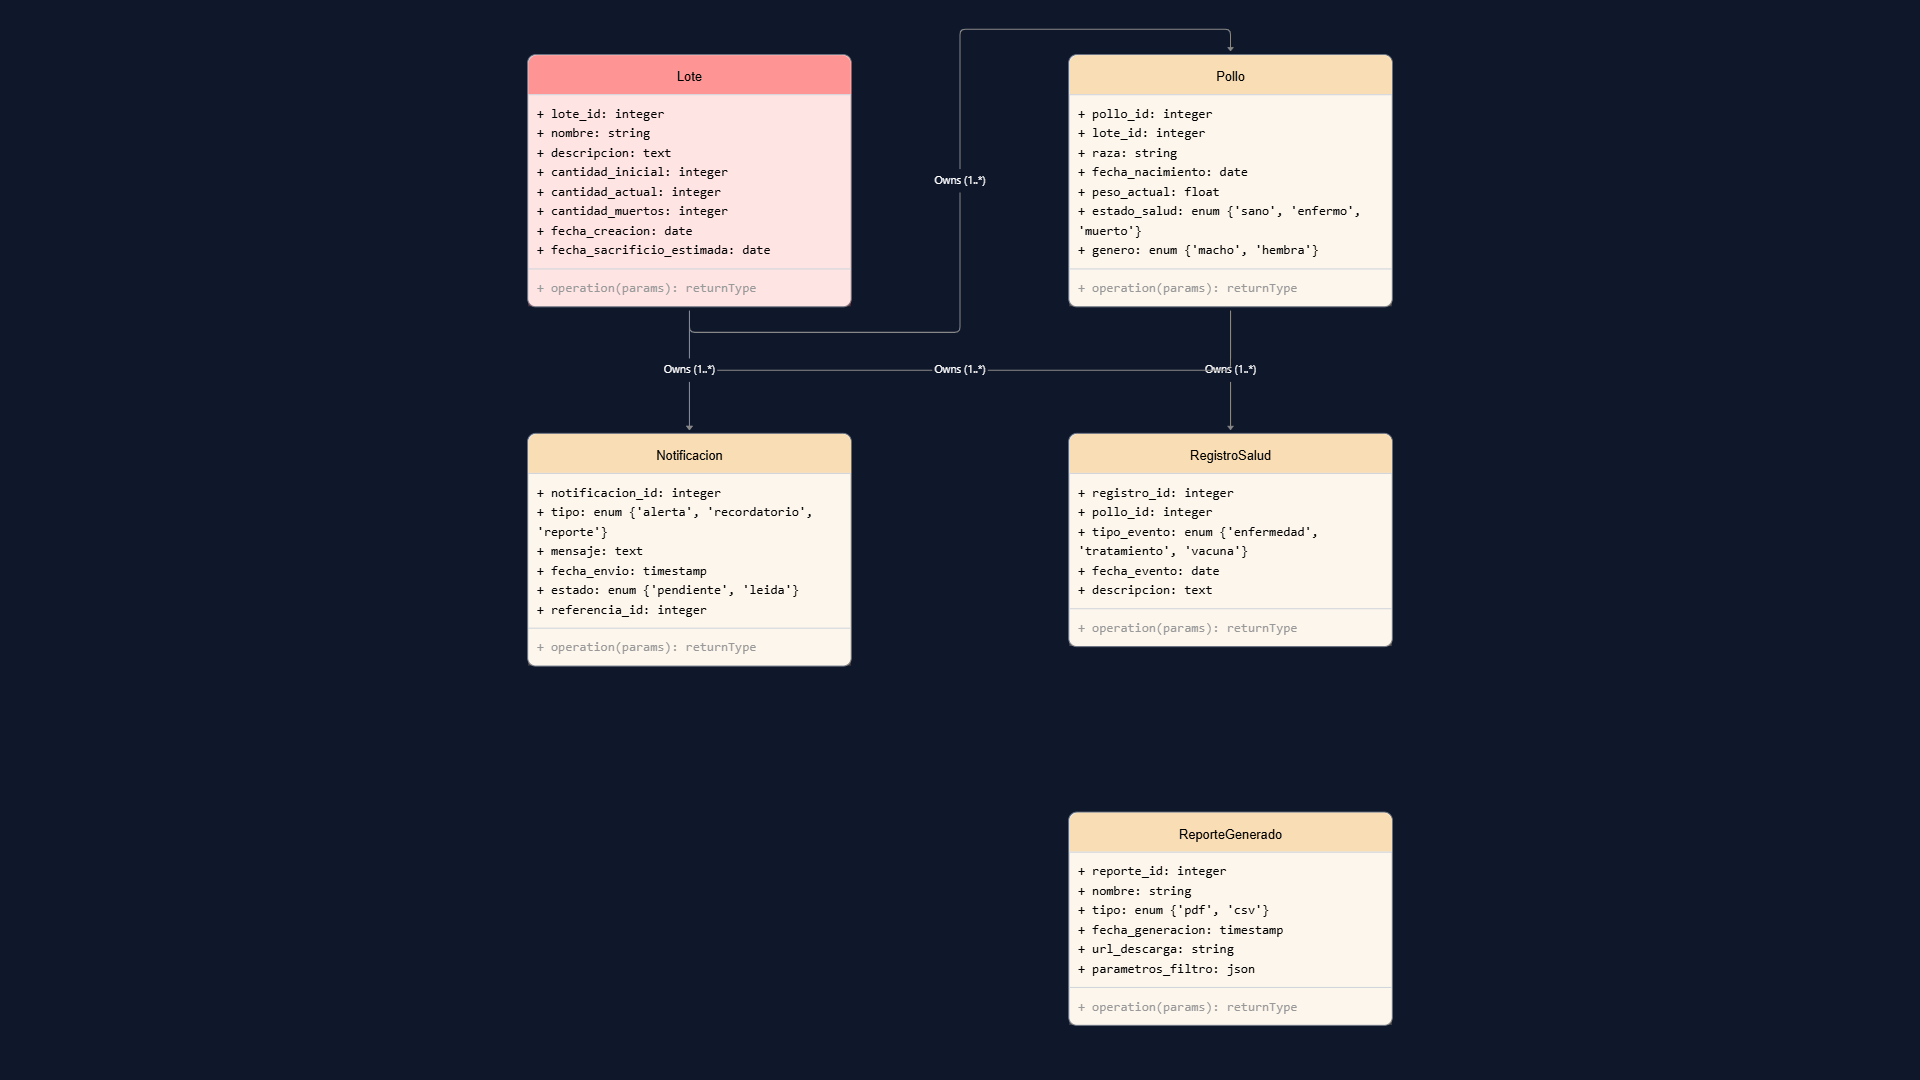 Lote
+ lote_id: integer
+ nombre: string
+ descripcion: text
+ cantidad_inicial: integer
+ cantidad_actual: integer
+ cantidad_muertos: integer
+ fecha_creacion: date
+ fecha_sacrificio_estimada: date
+ operation(params): returnType
Owns (1..*)
Pollo
+ pollo_id: integer
+ lote_id: integer
+ raza: string
+ fecha_nacimiento: date
+ peso_actual: float
+ estado_salud: enum {'sano', 'enfermo',
'muerto'}
+ genero: enum {'macho', 'hembra'}
+ operation(params): returnType
Owns (1..*)
Owns (1..*)
Owns (1..*)
Notificacion
+ notificacion_id: integer
+ tipo: enum {'alerta', 'recordatorio',
'reporte'}
+ mensaje: text
+ fecha_envio: timestamp
+ estado: enum {'pendiente', 'leida'}
+ referencia_id: integer
+ operation(params): returnType
RegistroSalud
+ registro_id: integer
+ pollo_id: integer
+ tipo_evento: enum {'enfermedad',
'tratamiento', 'vacuna'}
+ fecha_evento: date
+ descripcion: text
+ operation(params): returnType
ReporteGenerado
+ reporte_id: integer
+ nombre: string
+ tipo: enum {'pdf', 'csv'}
+ fecha_generacion: timestamp
+ url_descarga: string
+ parametros_filtro: json
+ operation(params): returnType